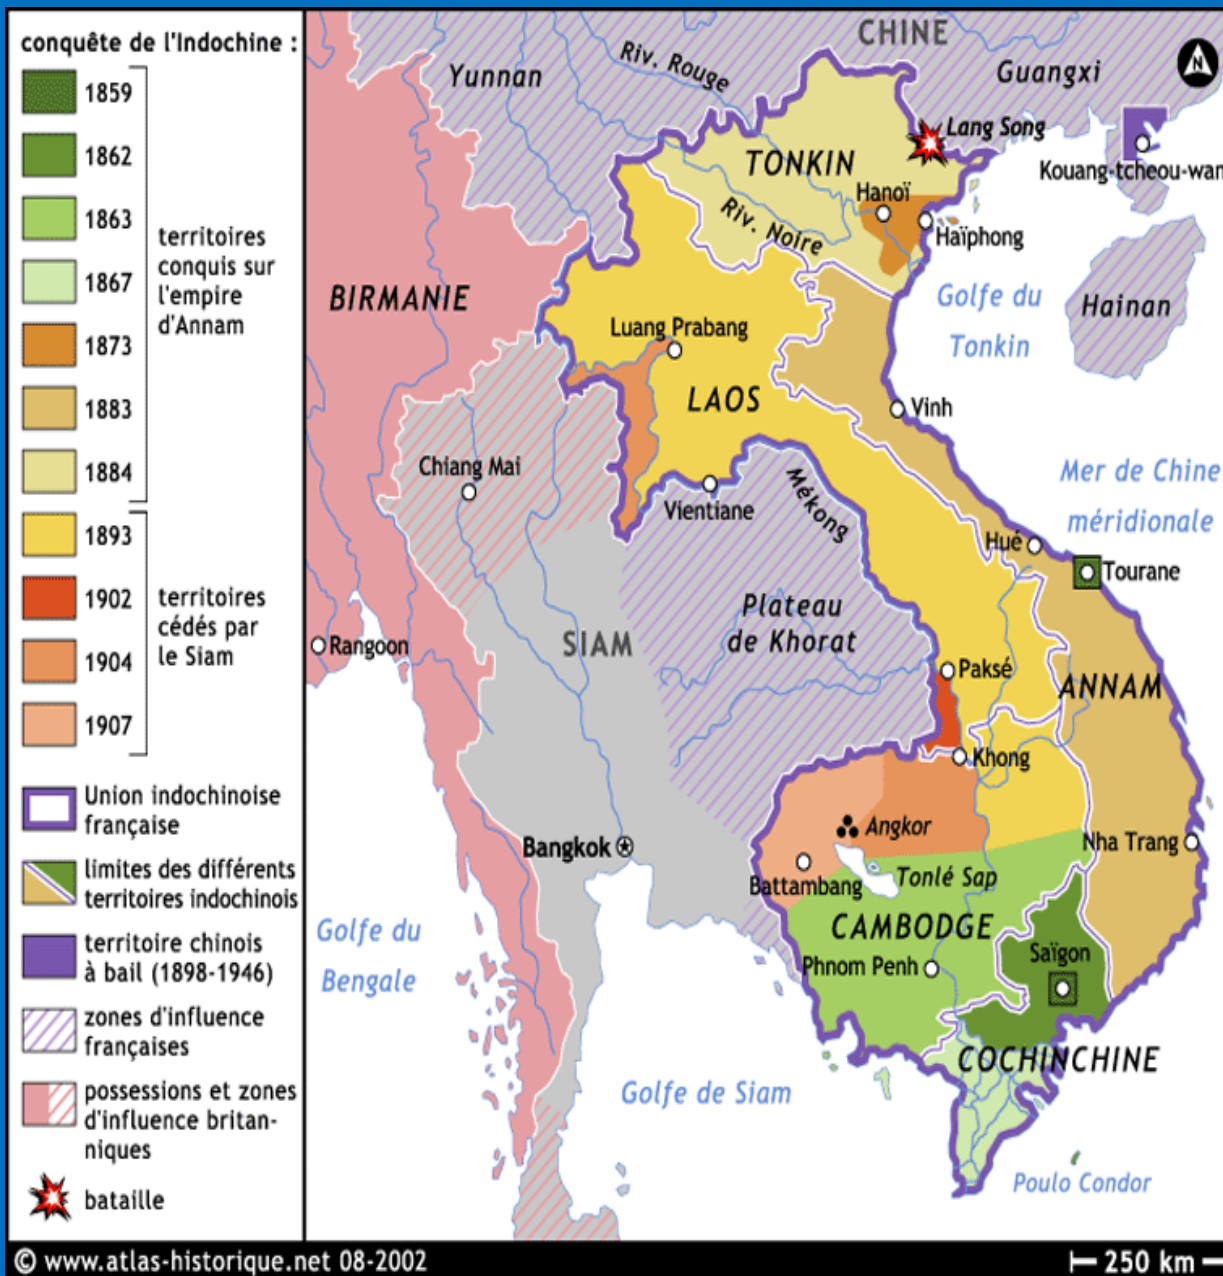 conquête de l'Indochine :
1859
1862
1863
1867
1873
1883
1884
territoires
conquis sur
l'empire
d'Annam
1893
1902
1904
1907
territoires
cédés par
le Siam
Union indochinoise
française
limites des différents
territoires indochinois
territoire chinois
à bail (1898-1946)
zones d'influence
françaises
possessions et zones
d'influence britan-
niques
bataille
CHINE
Yunnan
Riv. Rouge
Guangxi
Lang Song
Kouang-tcheou-wan
TONKIN
Hanoï
Riv. Noire
Haïphong
BIRMANIE
Golfe du
Tonkin
Hainan
Luang Prabang
LAOS
Vinh
Chiang Mai
Mer de Chine
méridionale
Vientiane
Mékong
Hué
Tourane
Plateau
de Khorat
SIAM
Rangoon
Paksé
ANNAM
Khong
Angkor
Bangkok
Nha Trang
Battambang
Tonlé Sap
CAMBODGE
Golfe du
Bengale
Phnom Penh
Saïgon
COCHINCHINE
Golfe de Siam
Poulo Condor
© www.atlas-historique.net 08-2002
250 km
N